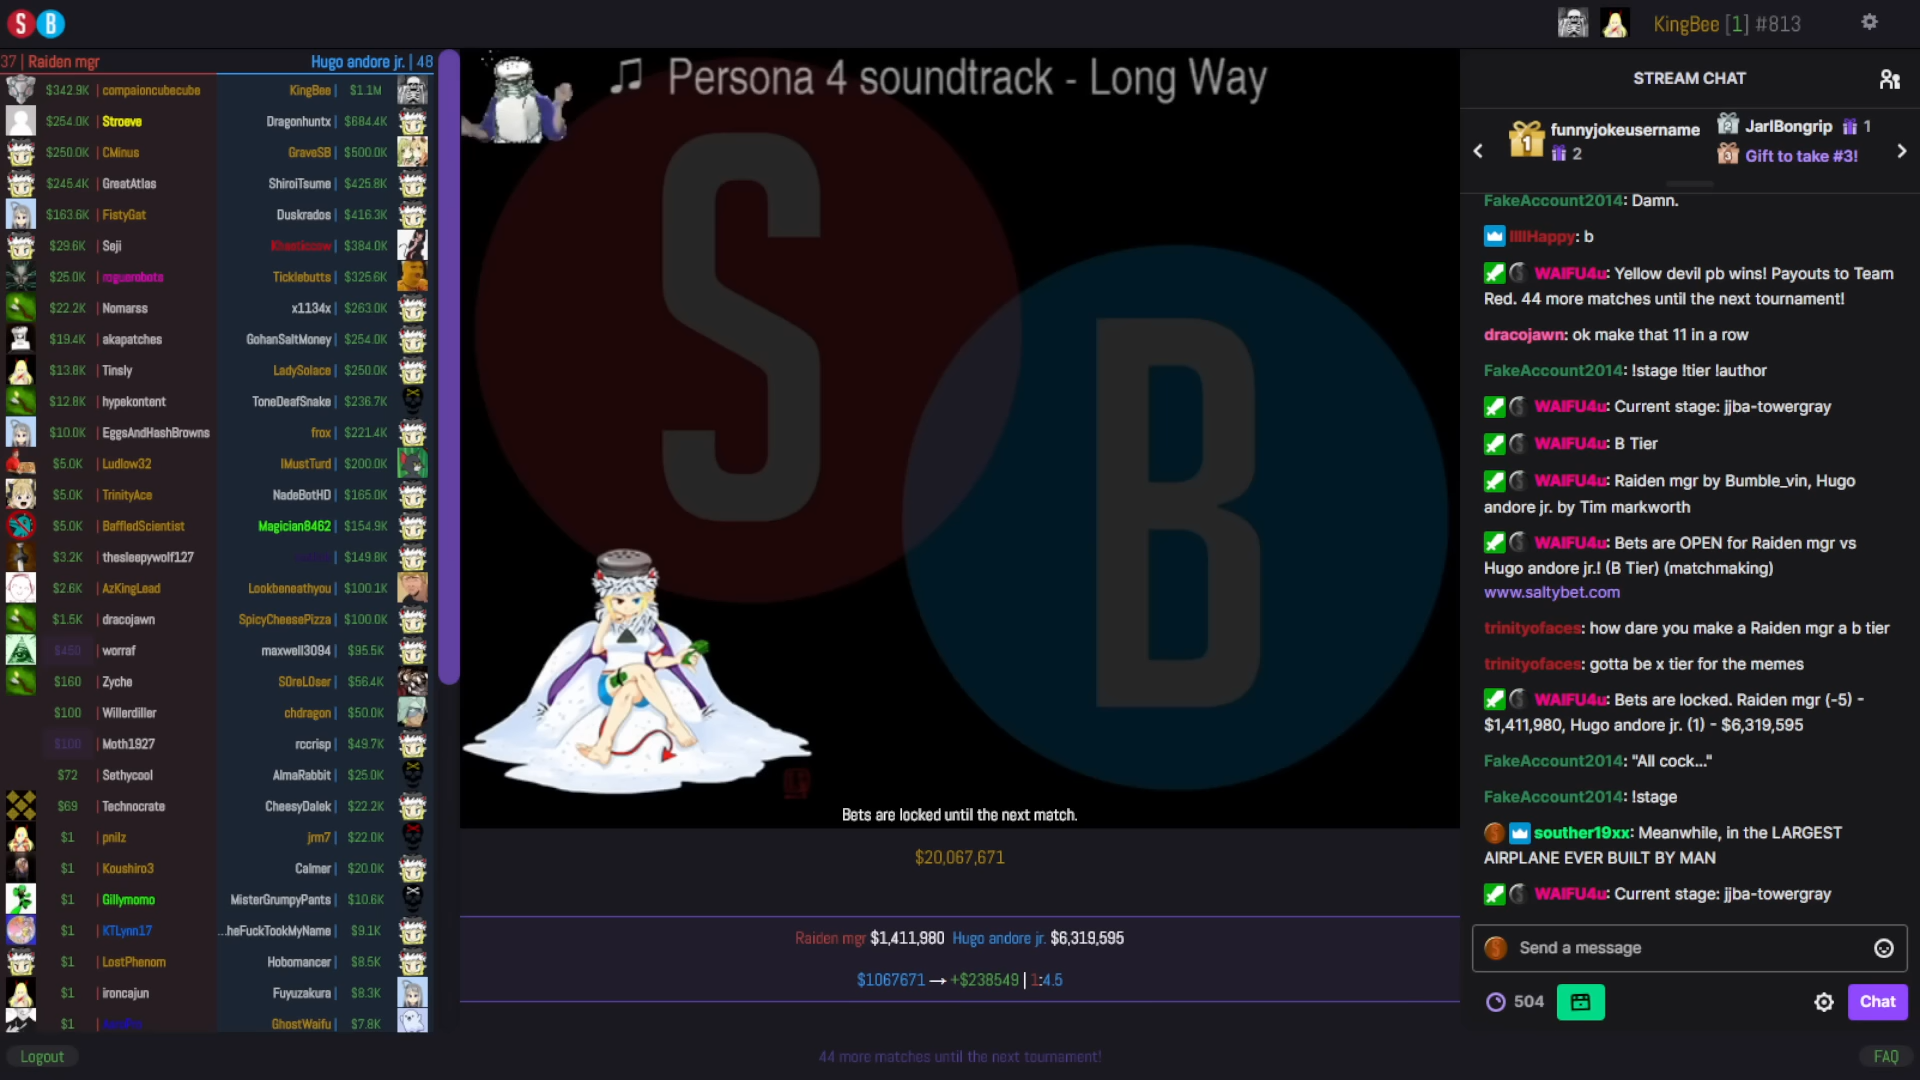 S B
KingBee [1] #813
37 | Raiden mgr
Hugo andore jr. | 48
$342.9K | compaioncubecube
KingBee | $1.1M
$254.0K | Stroeve
Dragonhuntx | $684.4K
$250.0K | CMinus
GraveSB | $500.0K
$245.4K | GreatAtlas
ShiroiTsume | $425.8K
$163.6K | FistyGat
Duskrados | $416.3K
$29.6K | Seji
Khaoticcow | $384.0K
$25.0K | roguerobots
Ticklebutts | $325.6K
$22.2K | Nomarss
x1134x | $263.0K
$19.4K | akapatches
GohanSaltMoney | $254.0K
$13.8K | Tinsly
LadySolace | $250.0K
$12.8K | hypekontent
ToneDeafSnake | $236.7K
$10.0K | EggsAndHashBrowns
frox | $221.4K
$5.0K | Ludlow32
IMustTurd | $200.0K
$5.0K | TrinityAce
NadeBotHD | $165.0K
$5.0K | BaffledScientist
Magician8462 | $154.9K
$3.2K | thesleepywolf127
| $149.8K
$2.6K | AzKingLead
Lookbeneathyou | $100.1K
$1.5K | dracojawn
SpicyCheesePizza | $100.0K
$450 | worraf
maxwell3094 | $95.5K
$160 | Zyche
S0reL0ser | $56.4K
$100 | Willerdiller
chdragon | $50.0K
$100 | Moth1927
rccrisp | $49.7K
$72 | Sethycool
AlmaRabbit | $25.0K
$69 | Technocrate
CheesyDalek | $22.2K
$1 | pnilz
jrm7 | $22.0K
$1 | Koushiro3
Calmer | $20.0K
$1 | Gillymomo
MisterGrumpyPants | $10.6K
$1 | KTLynn17
...heFuckTookMyName | $9.1K
$1 | LostPhenom
Hobomancer | $8.5K
$1 | ironcajun
Fuyuzakura | $8.3K
$1 |
GhostWaifu | $7.8K
Logout
♫ Persona 4 soundtrack - Long Way
S
B
Bets are locked until the next match.
$20,067,671
Raiden mgr $1,411,980 Hugo andore jr. $6,319,595
$1067671 → +$238549 | 1:4.5
44 more matches until the next tournament!
STREAM CHAT
1 funnyjokeusername
2
2 JarlBongrip 1
3 Gift to take #3!
FakeAccount2014: Damn.
IlllHappy: b
WAIFU4u: Yellow devil pb wins! Payouts to Team
Red. 44 more matches until the next tournament!
dracojawn: ok make that 11 in a row
FakeAccount2014: !stage !tier !author
WAIFU4u: Current stage: jjba-towergray
WAIFU4u: B Tier
WAIFU4u: Raiden mgr by Bumble_vin, Hugo
andore jr. by Tim markworth
WAIFU4u: Bets are OPEN for Raiden mgr vs
Hugo andore jr.! (B Tier) (matchmaking)
www.saltybet.com
trinityofaces: how dare you make a Raiden mgr a b tier
trinityofaces: gotta be x tier for the memes
WAIFU4u: Bets are locked. Raiden mgr (-5) -
$1,411,980, Hugo andore jr. (1) - $6,319,595
FakeAccount2014: "All cock..."
FakeAccount2014: !stage
souther19xx: Meanwhile, in the LARGEST
AIRPLANE EVER BUILT BY MAN
WAIFU4u: Current stage: jjba-towergray
Send a message
504
Chat
FAQ